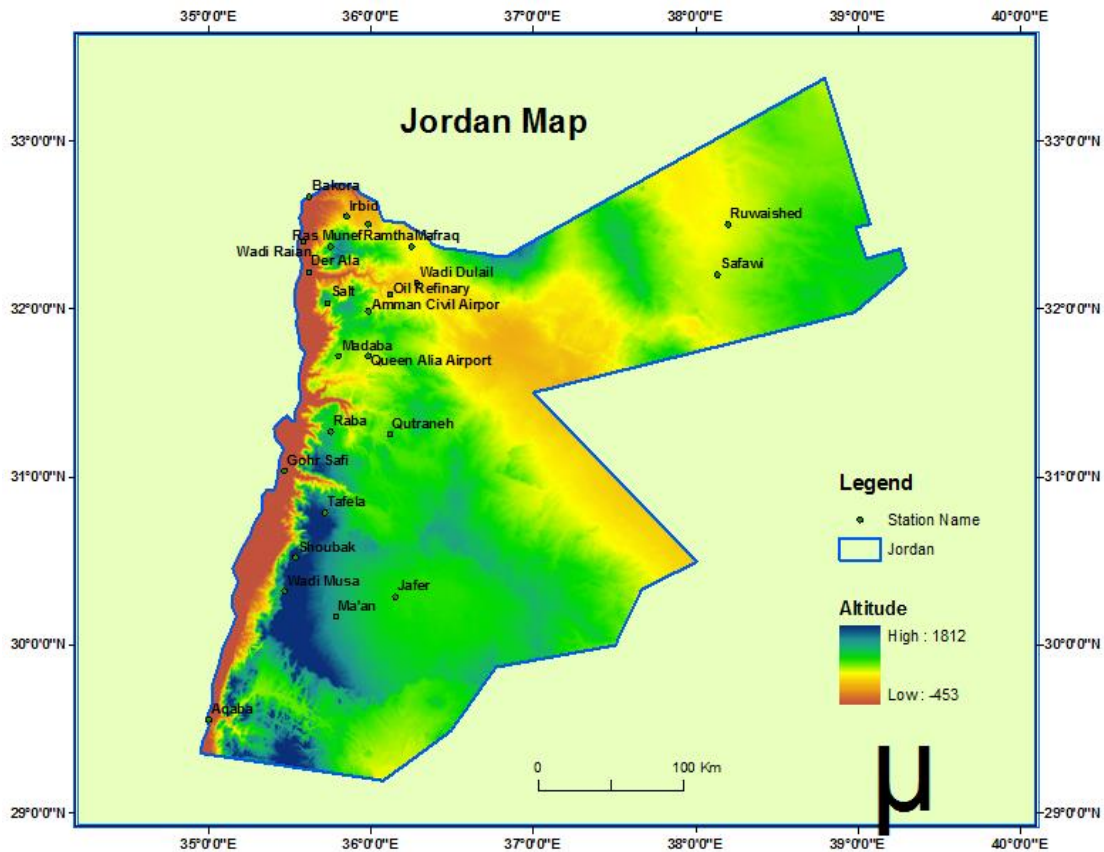 35°0'0"E 36°0'0"E 37°0'0"E 38°0'0"E 39°0'0"E 40°0'0"E
Jordan Map
33°0'0"N 33°0'0"N
Bakora
Irbid
Ruwaished
Ras Munef Ramtha Mafraq
Wadi Raian
Der Ala
Safawi
Wadi Dulail
Salt
Oil Refinary
Amman Civil Airpor
32°0'0"N 32°0'0"N
Madaba
Queen Alia Airport
Raba
Qutraneh
Gohr Safi
31°0'0"N 31°0'0"N
Legend
Tafela
Station Name
Shoubak
Jordan
Wadi Musa
Jafer
Ma'an
Altitude
High : 1812
30°0'0"N 30°0'0"N
Low : -453
Aqaba
0 100 Km
µ
29°0'0"N 29°0'0"N
35°0'0"E 36°0'0"E 37°0'0"E 38°0'0"E 39°0'0"E 40°0'0"E